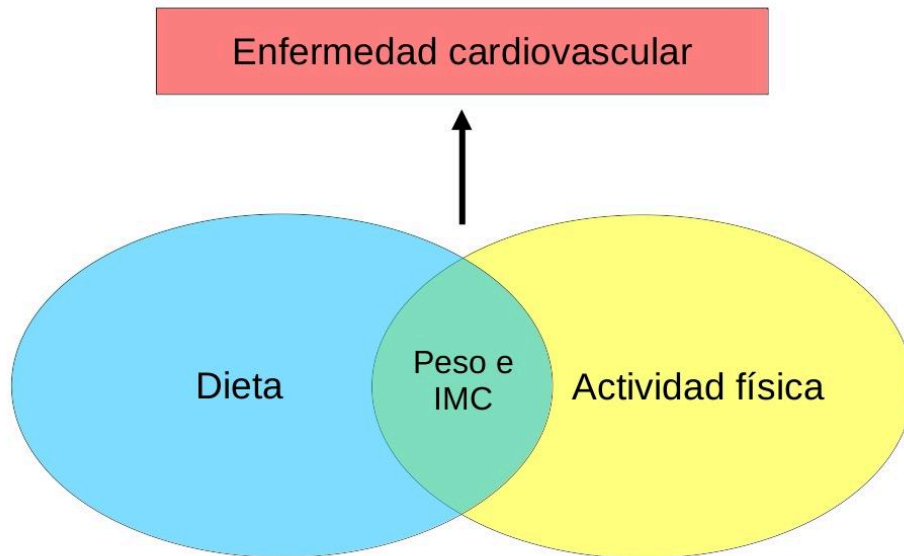 Enfermedad cardiovascular
Dieta
Peso e
IMC
Actividad física